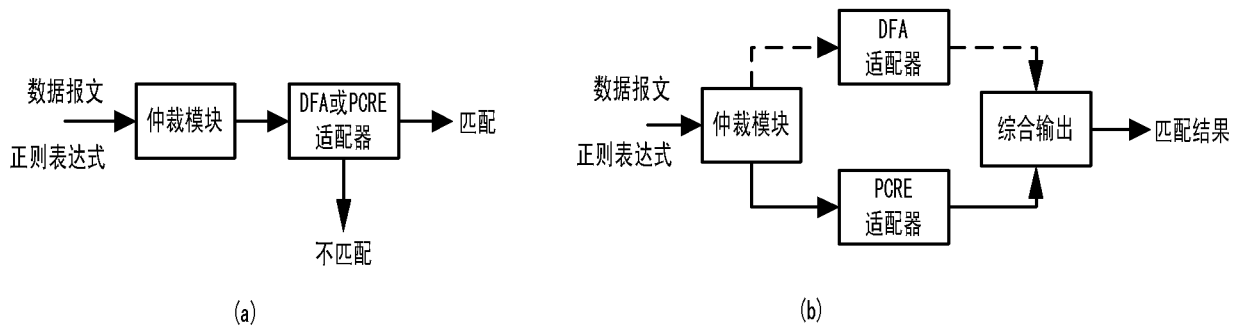 数据报文
正则表达式
仲裁模块
DFA或PCRE
适配器
匹配
不匹配
(a)
数据报文
正则表达式
仲裁模块
DFA
适配器
PCRE
适配器
综合输出
匹配结果
(b)